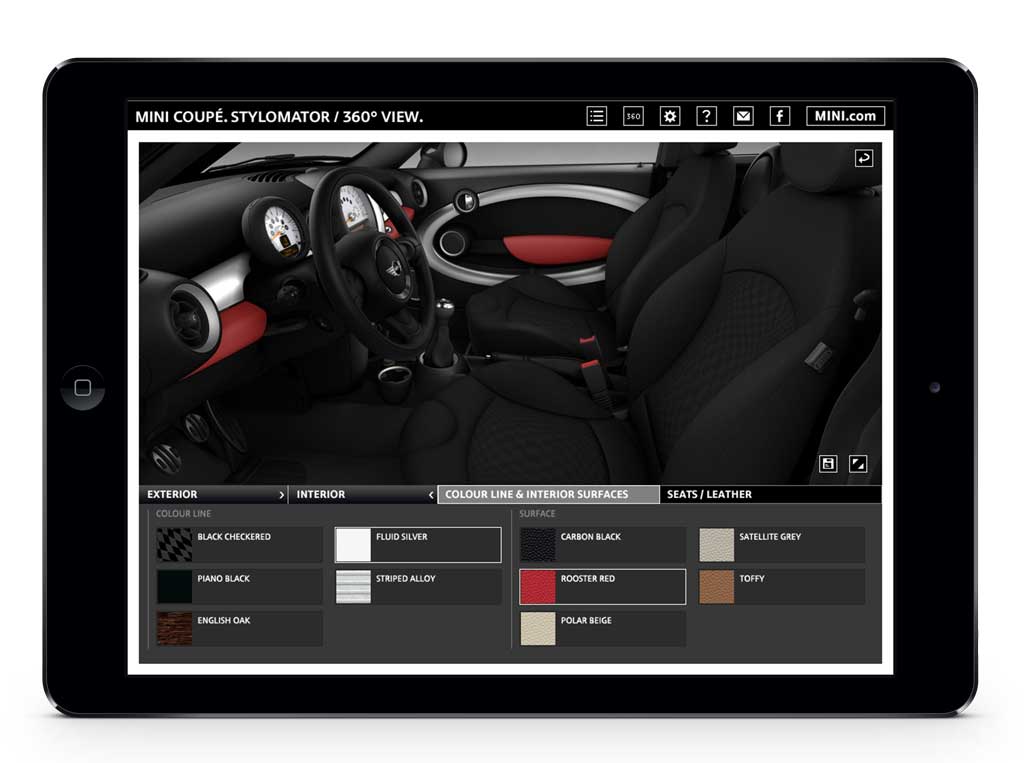 MINI COUPÉ. STYLOMATOR / 360° VIEW.
360
?
f
MINI.com
EXTERIOR
INTERIOR
COLOUR LINE & INTERIOR SURFACES
SEATS / LEATHER
COLOUR LINE
BLACK CHECKERED
FLUID SILVER
PIANO BLACK
STRIPED ALLOY
ENGLISH OAK
SURFACE
CARBON BLACK
SATELLITE GREY
ROOSTER RED
TOFFY
POLAR BEIGE